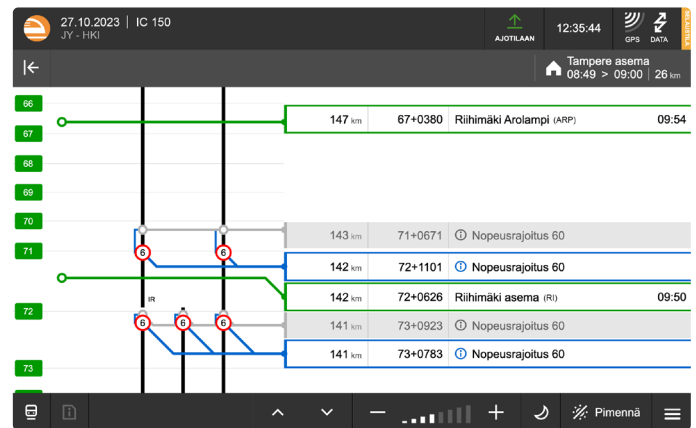 27.10.2023 | IC 150
JY - HKI
AJOTILAAN
12:35:44
GPS
DATA
Tampere asema
08:49 > 09:00 | 26 km
66
147 km 67+0380 Riihimäki Arolampi (ARP) 09:54
67
68
69
70
143 km 71+0671 Nopeusrajoitus 60
71
6 6
142 km 72+1101 Nopeusrajoitus 60
IR
142 km 72+0626 Riihimäki asema (RI) 09:50
72
6 6 6
141 km 73+0923 Nopeusrajoitus 60
141 km 73+0783 Nopeusrajoitus 60
73
Pimennä